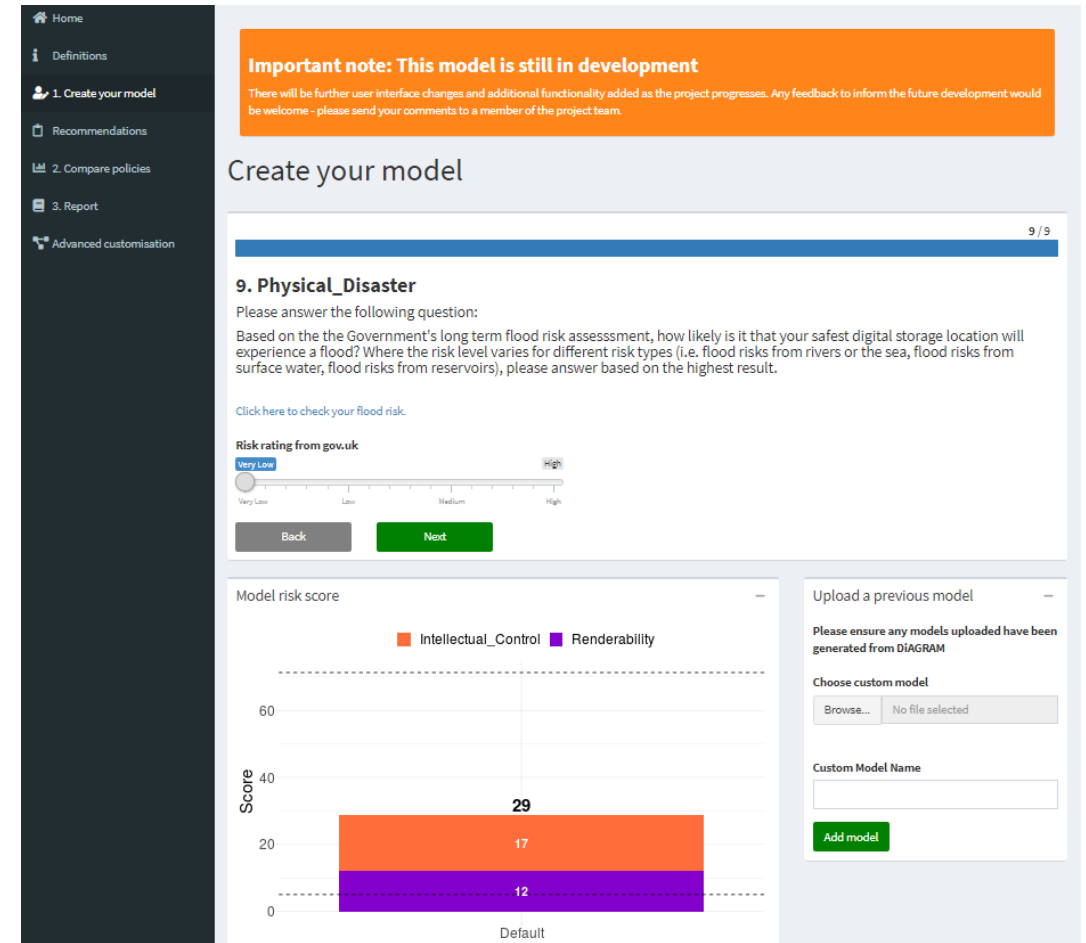 Home
Definitions
1. Create your model
Recommendations
2. Compare policies
3. Report
Advanced customisation
Important note: This model is still in development
There will be further user interface changes and additional functionality added as the project progresses. Any feedback to inform the future development would
be welcome - please send your comments to a member of the project team.
Create your model
9 / 9
9. Physical_Disaster
Please answer the following question:
Based on the the Government's long term flood risk assesssment, how likely is it that your safest digital storage location will
experience a flood? Where the risk level varies for different risk types (i.e. flood risks from rivers or the sea, flood risks from
surface water, flood risks from reservoirs), please answer based on the highest result.
Click here to check your flood risk.
Risk rating from gov.uk
Very Low High
Very Low Low Medium High
Back Next
Model risk score
Intellectual_Control Renderability
60
40
20
0
Score
29
17
12
Default
Upload a previous model
Please ensure any models uploaded have been
generated from DiAGRAM
Choose custom model
Browse... No file selected
Custom Model Name
Add model